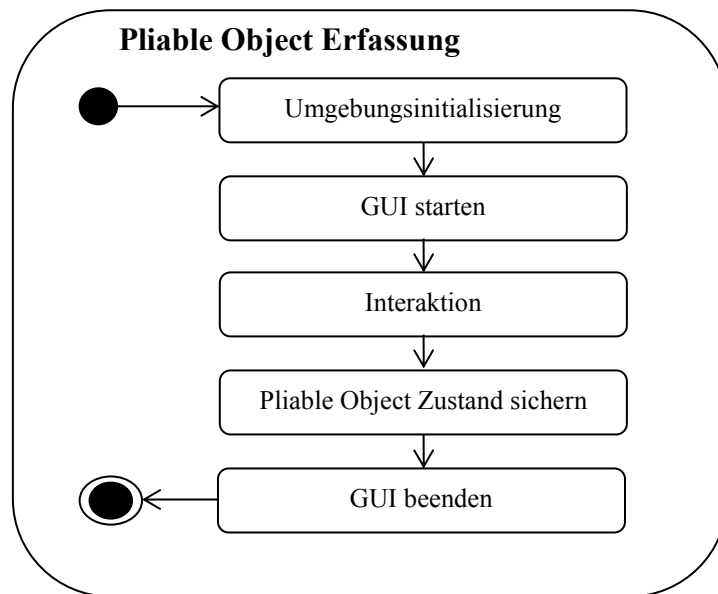 Pliable Object Erfassung
Umgebungsinitialisierung
GUI starten
Interaktion
Pliable Object Zustand sichern
GUI beenden